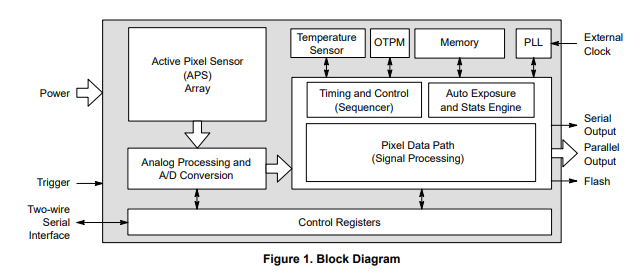 Active Pixel Sensor
(APS)
Array
Temperature
Sensor
OTPM
Memory
PLL
External
Clock
Power
Timing and Control
(Sequencer)
Auto Exposure
and Stats Engine
Pixel Data Path
(Signal Processing)
Serial
Output
Parallel
Output
Flash
Analog Processing and
A/D Conversion
Trigger
Two-wire
Serial
Interface
Control Registers
Figure 1. Block Diagram